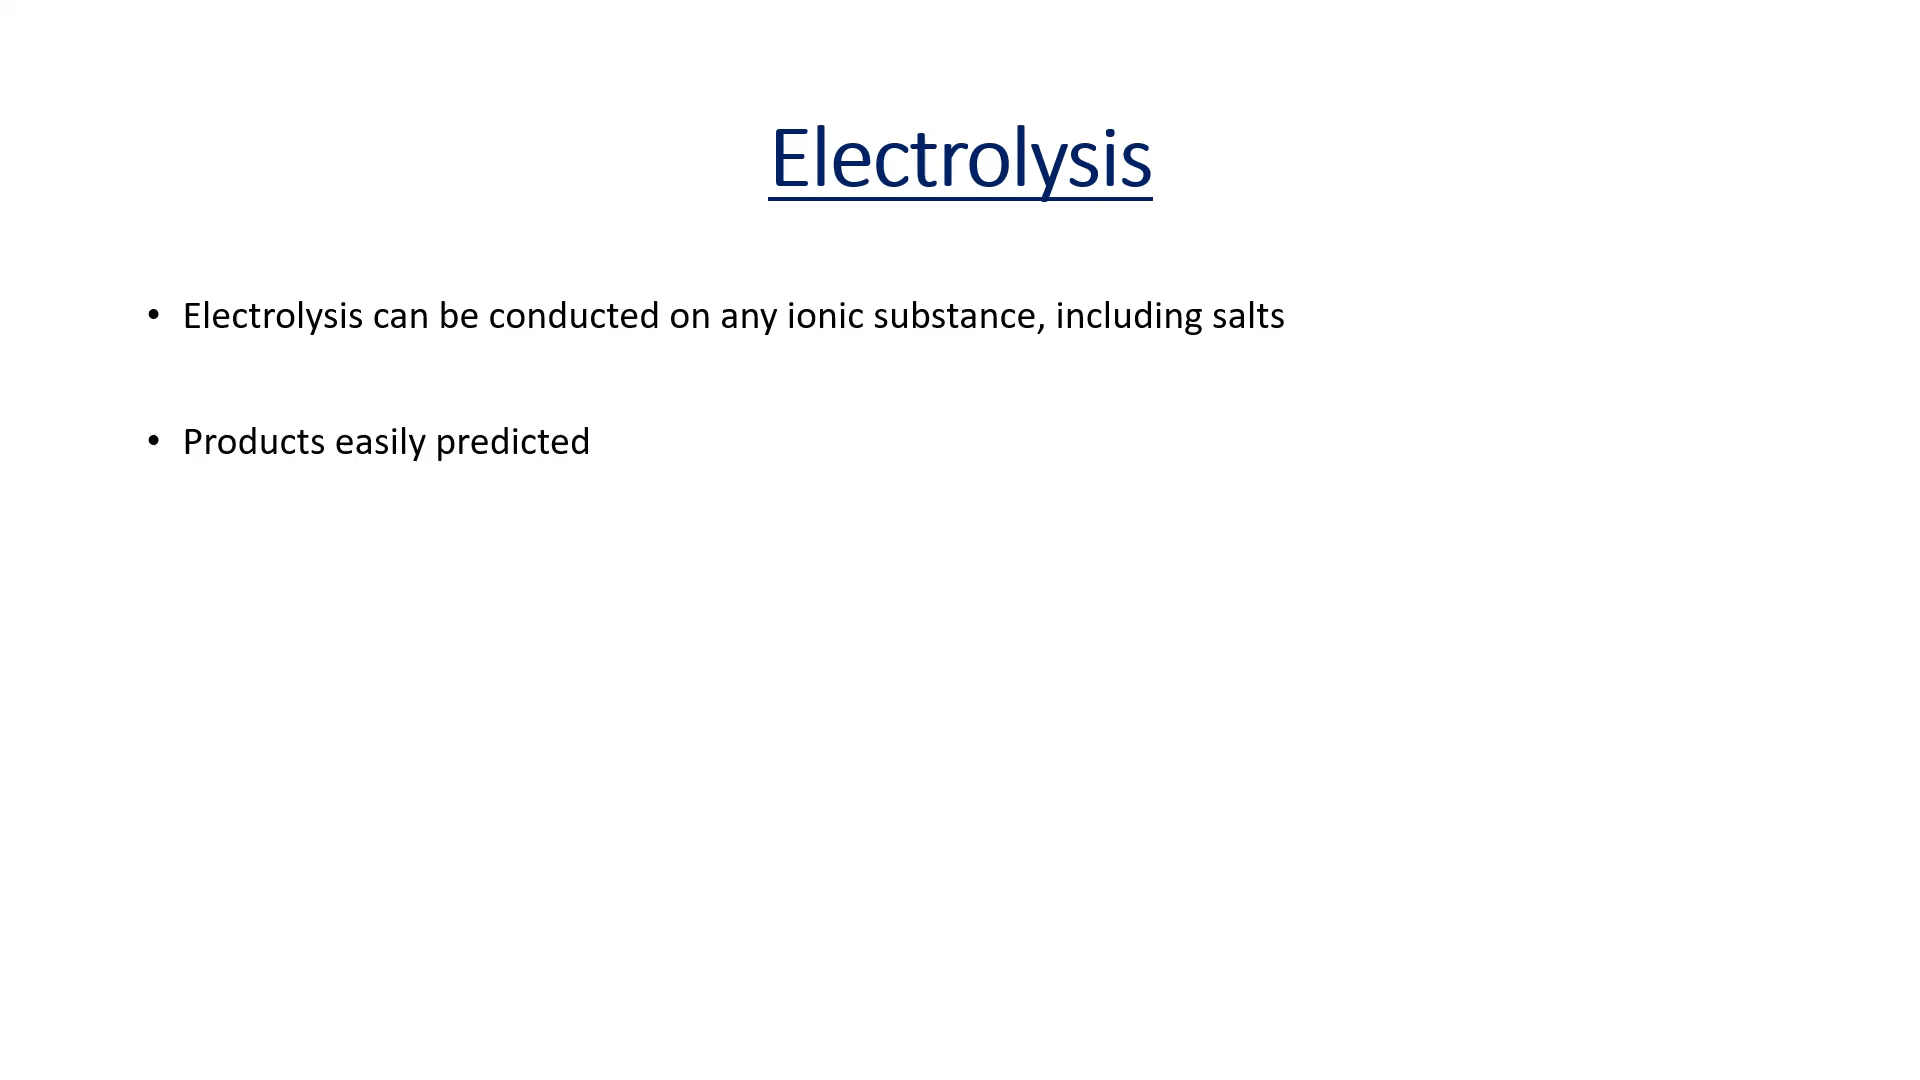 Electrolysis
• Electrolysis can be conducted on any ionic substance, including salts
• Products easily predicted